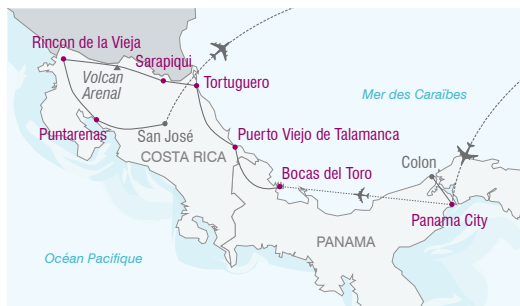 Rincon de la Vieja
Sarapiqui
Volcan
Arenal
Tortuguero
Mer des Caraïbes
Puntarenas
San José
Puerto Viejo de Talamanca
COSTA RICA
Colon
Bocas del Toro
Panama City
PANAMA
Océan Pacifique